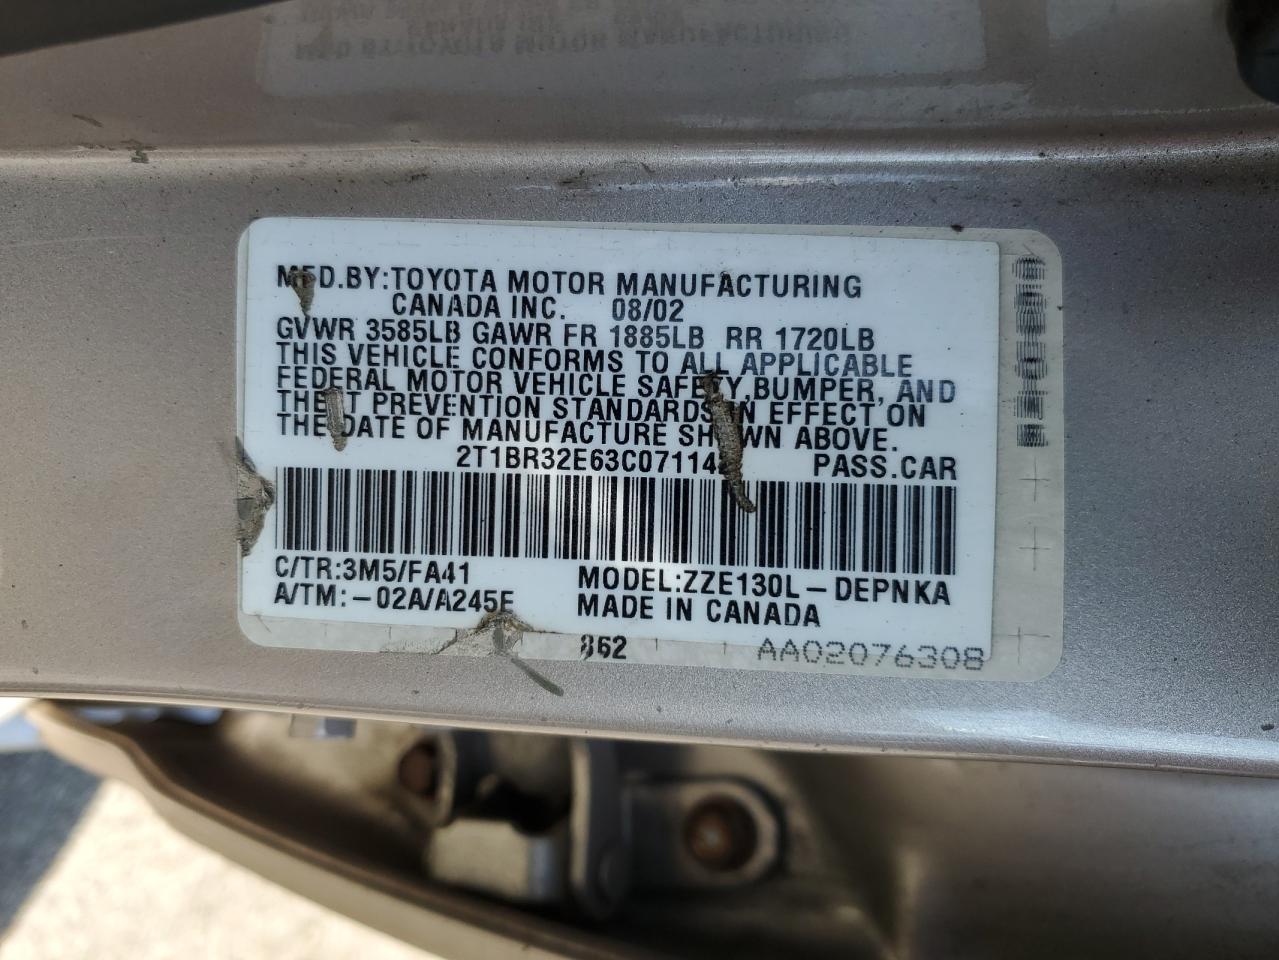 MFD.BY:TOYOTA MOTOR MANUFACTURING
CANADA INC. 08/02
GVWR 3585LB GAWR FR 1885LB RR 1720LB
THIS VEHICLE CONFORMS TO ALL APPLICABLE
FEDERAL MOTOR VEHICLE SAFETY,BUMPER, AND
THEFT PREVENTION STANDARDS IN EFFECT ON
THE DATE OF MANUFACTURE SHOWN ABOVE.
PASS.CAR
C/TR:3M5/FA41 MODEL:ZZE130L-DEPNKA
A/TM:-02A/A245E MADE IN CANADA
862 AA02076308